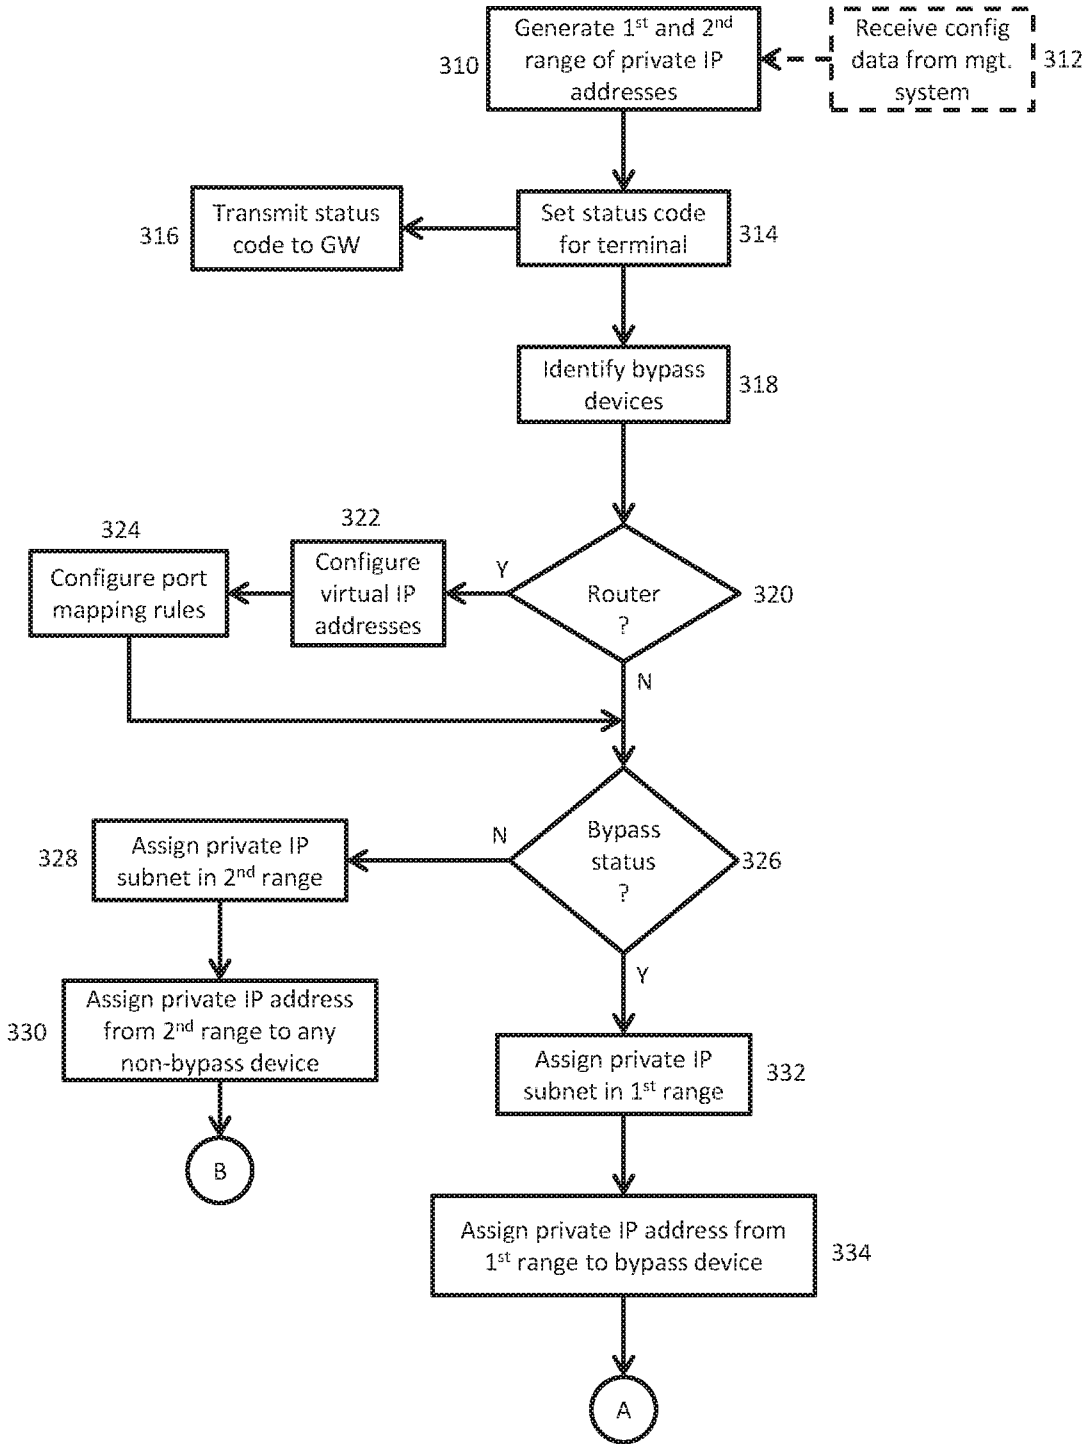 Generate 1st and 2nd
range of private IP
addresses
310
Receive config
data from mgt.
system
312
Transmit status
code to GW
316
Set status code
for terminal
314
Identify bypass
devices
318
324
322
Configure port
mapping rules
Configure
virtual IP
addresses
Y
Router
?
320
N
328
Assign private IP
subnet in 2nd range
N
Bypass
status
?
326
Y
330
Assign private IP address
from 2nd range to any
non-bypass device
Assign private IP
subnet in 1st range
332
B
Assign private IP address from
1st range to bypass device
334
A